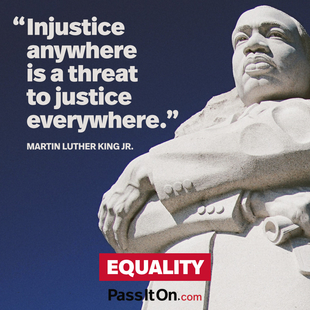 “Injustice
anywhere
is a threat
to justice
everywhere.”
MARTIN LUTHER KING JR.
EQUALITY
PassItOn.com